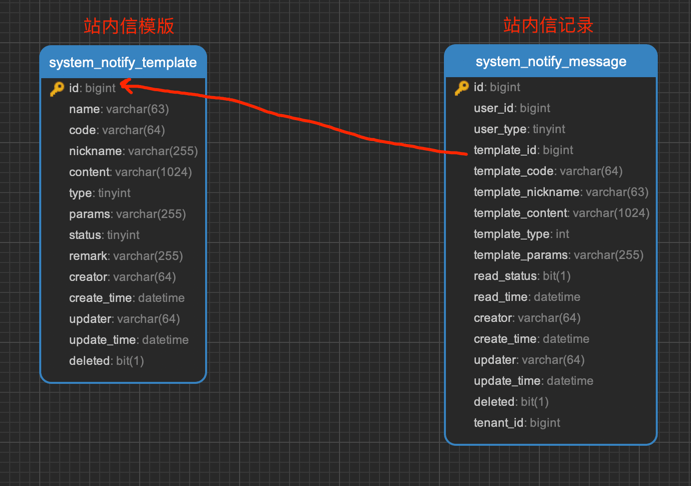 站内信模版
system_notify_template
id: bigint
name: varchar(63)
code: varchar(64)
nickname: varchar(255)
content: varchar(1024)
type: tinyint
params: varchar(255)
status: tinyint
remark: varchar(255)
creator: varchar(64)
create_time: datetime
updater: varchar(64)
update_time: datetime
deleted: bit(1)
站内信记录
system_notify_message
id: bigint
user_id: bigint
user_type: tinyint
template_id: bigint
template_code: varchar(64)
template_nickname: varchar(63)
template_content: varchar(1024)
template_type: int
template_params: varchar(255)
read_status: bit(1)
read_time: datetime
creator: varchar(64)
create_time: datetime
updater: varchar(64)
update_time: datetime
deleted: bit(1)
tenant_id: bigint